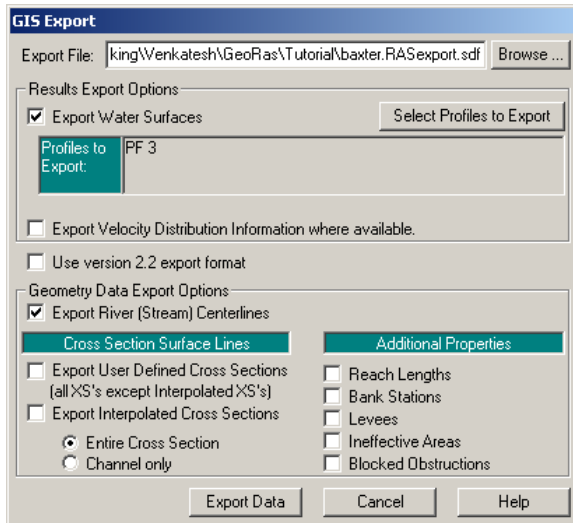 GIS Export
Export File: king\Venkatesh\GeoRas\Tutorial\baxter.RASexport.sdf Browse ...
Results Export Options
Export Water Surfaces Select Profiles to Export
Profiles to Export: PF 3
Export Velocity Distribution Information where available.
Use version 2.2 export format
Geometry Data Export Options
Export River (Stream) Centerlines
Cross Section Surface Lines
Export User Defined Cross Sections
(all XS's except Interpolated XS's)
Export Interpolated Cross Sections
Entire Cross Section
Channel only
Additional Properties
Reach Lengths
Bank Stations
Levees
Ineffective Areas
Blocked Obstructions
Export Data Cancel Help